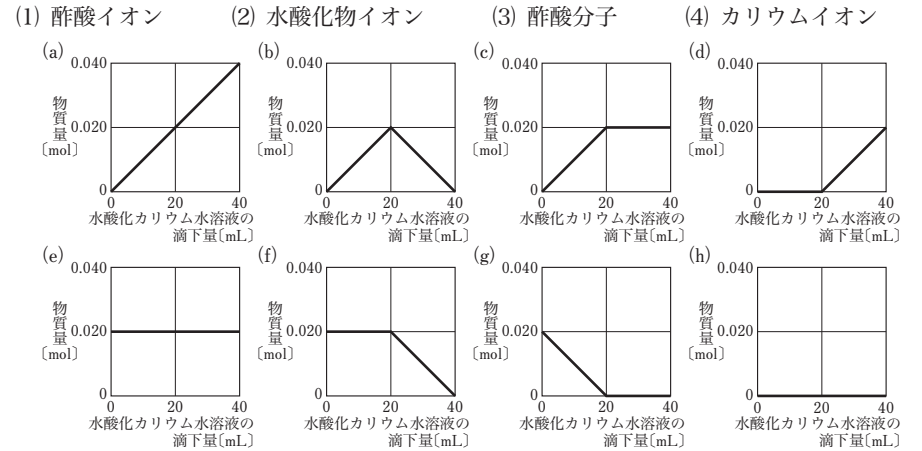 (1) 酢酸イオン (2) 水酸化物イオン (3) 酢酸分子 (4) カリウムイオン
(a) (b) (c) (d)
0.040 0.040 0.040 0.040
物質量〔mol〕 物質量〔mol〕 物質量〔mol〕 物質量〔mol〕
0.020 0.020 0.020 0.020
0 0 0 0
0 20 40 0 20 40 0 20 40 0 20 40
水酸化カリウム水溶液の 水酸化カリウム水溶液の 水酸化カリウム水溶液の 水酸化カリウム水溶液の
滴下量〔mL〕 滴下量〔mL〕 滴下量〔mL〕 滴下量〔mL〕
(e) (f) (g) (h)
0.040 0.040 0.040 0.040
物質量〔mol〕 物質量〔mol〕 物質量〔mol〕 物質量〔mol〕
0.020 0.020 0.020 0.020
0 0 0 0
0 20 40 0 20 40 0 20 40 0 20 40
水酸化カリウム水溶液の 水酸化カリウム水溶液の 水酸化カリウム水溶液の 水酸化カリウム水溶液の
滴下量〔mL〕 滴下量〔mL〕 滴下量〔mL〕 滴下量〔mL〕